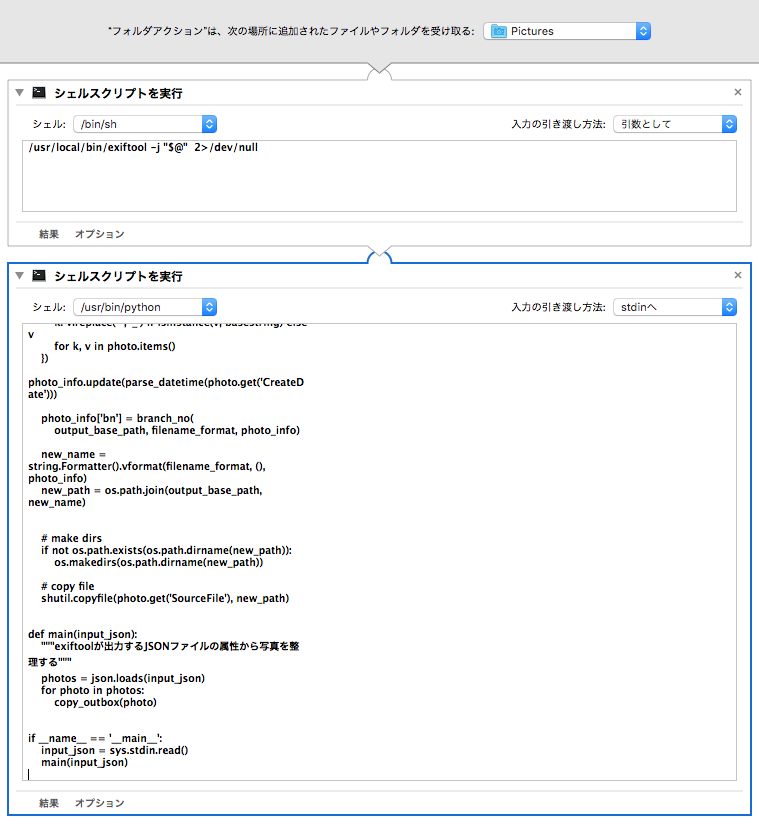 "フォルダアクション"は、次の場所に追加されたファイルやフォルダを受け取る: Pictures
シェルスクリプトを実行
シェル: /bin/sh 入力の引き渡し方法: 引数として
/usr/local/bin/exiftool -j "$@" 2>/dev/null
結果 オプション
シェルスクリプトを実行
シェル: /usr/bin/python 入力の引き渡し方法: stdinへ
v
for k, v in photo.items()
})
photo_info.update(parse_datetime(photo.get('CreateD
ate')))
photo_info['bn'] = branch_no(
output_base_path, filename_format, photo_info)
new_name =
string.Formatter().vformat(filename_format, (),
photo_info)
new_path = os.path.join(output_base_path,
new_name)
# make dirs
if not os.path.exists(os.path.dirname(new_path)):
os.makedirs(os.path.dirname(new_path))
# copy file
shutil.copyfile(photo.get('SourceFile'), new_path)
def main(input_json):
"""exiftoolが出力するJSONファイルの属性から写真を整
理する"""
photos = json.loads(input_json)
for photo in photos:
copy_outbox(photo)
if __name__ == '__main__':
input_json = sys.stdin.read()
main(input_json)
結果 オプション